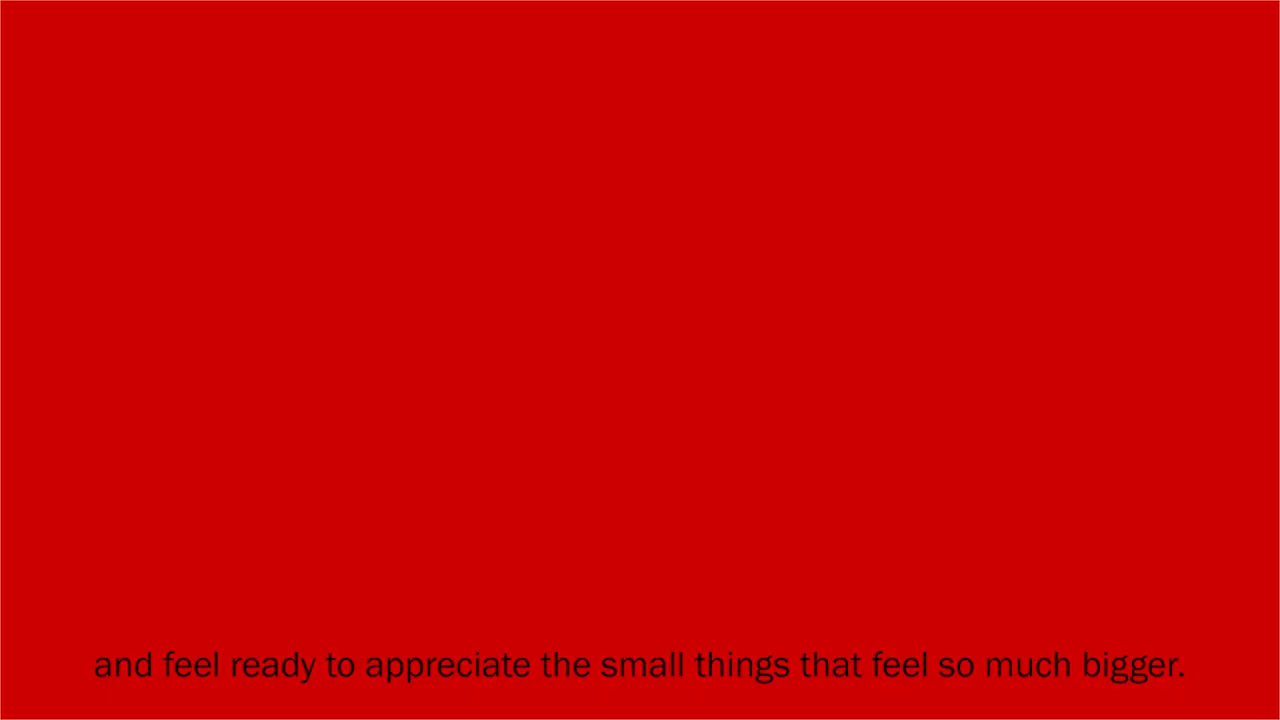 and feel ready to appreciate the small things that feel so much bigger.